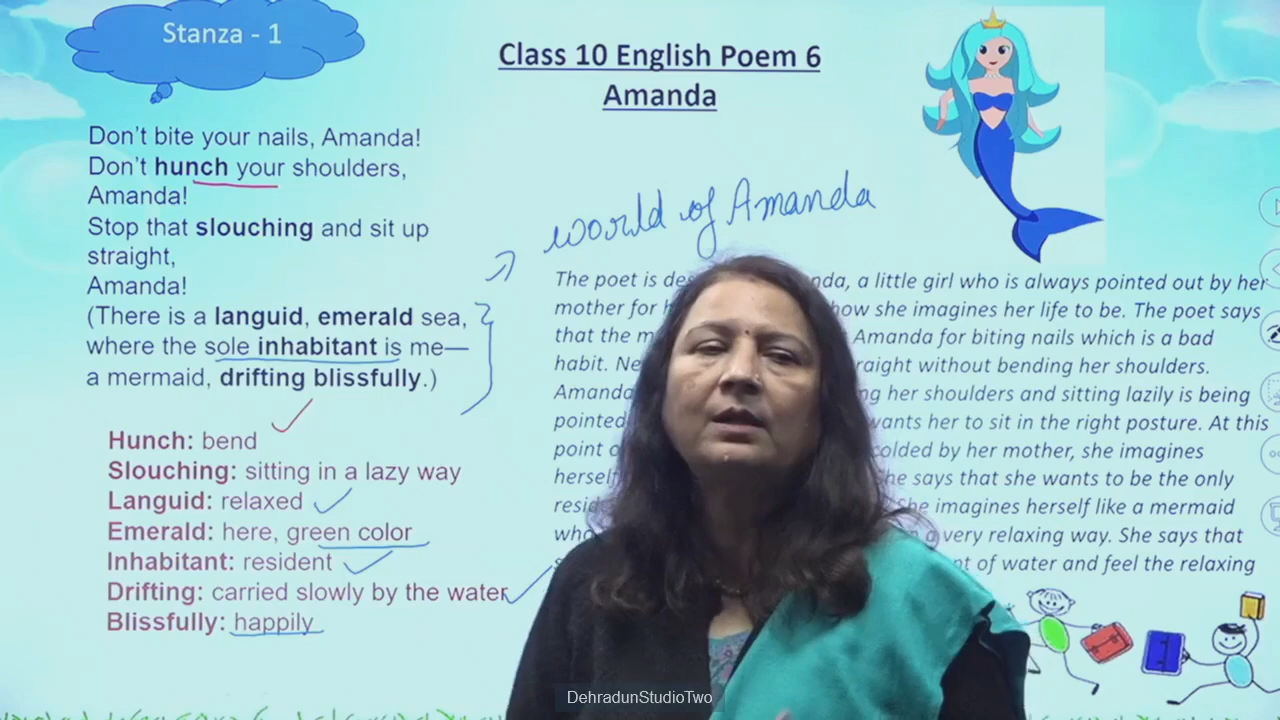 Stanza - 1
Class 10 English Poem 6
Amanda
Don't bite your nails, Amanda!
Don't hunch your shoulders,
Amanda!
Stop that slouching and sit up
straight,
Amanda!
(There is a languid, emerald sea,
where the sole inhabitant is me—
a mermaid, drifting blissfully.)
world of Amanda
Hunch: bend
Slouching: sitting in a lazy way
Languid: relaxed
Emerald: here, green color
Inhabitant: resident
Drifting: carried slowly by the water
Blissfully: happily
The poet is a little girl who is always pointed out by her
mother for how she imagines her life to be. The poet says
that the Amanda for biting nails which is a bad
habit. without bending her shoulders.
Amanda her shoulders and sitting lazily is being
pointed wants her to sit in the right posture. At this
point by her mother, she imagines
herself says that she wants to be the only
She imagines herself like a mermaid
very relaxing way. She says that
of water and feel the relaxing
DehradunStudioTwo